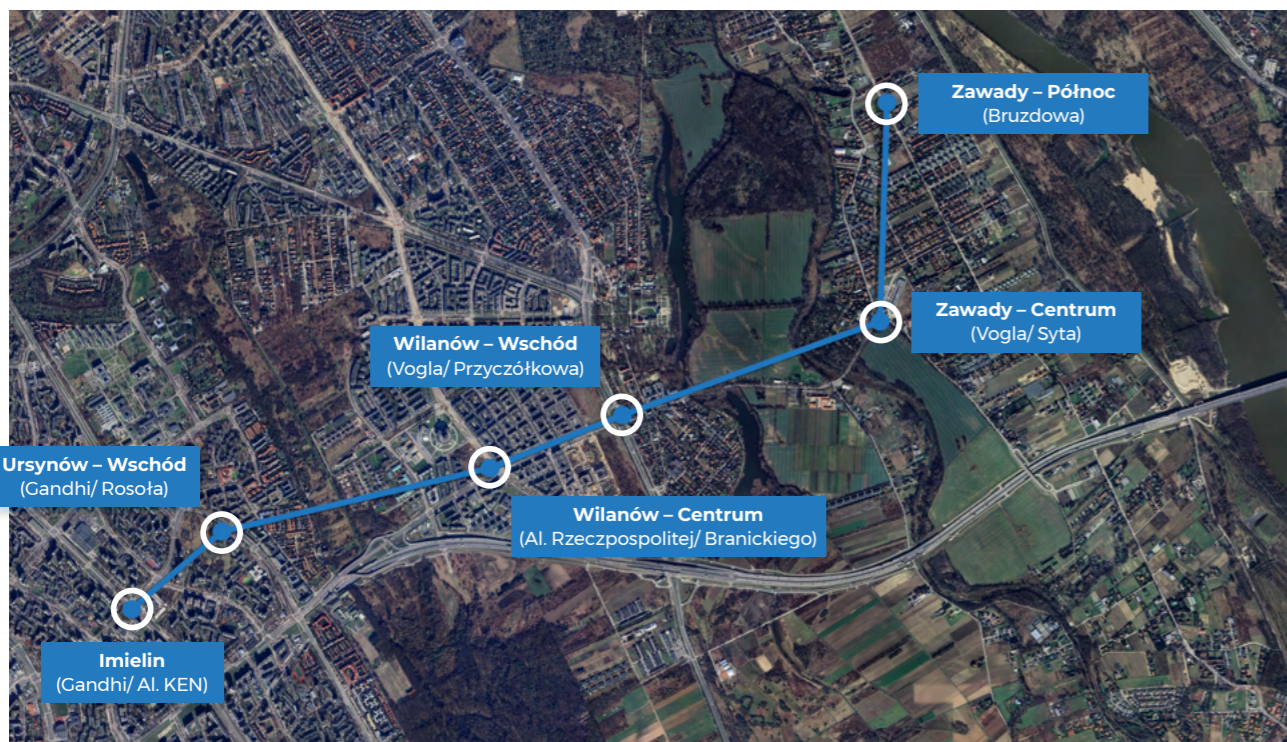 Zawady – Północ
(Bruzdowa)
Zawady – Centrum
(Vogla/ Syta)
Wilanów – Wschód
(Vogla/ Przyczółkowa)
Ursynów – Wschód
(Gandhi/ Rosoła)
Wilanów – Centrum
(Al. Rzeczpospolitej/ Branickiego)
Imielin
(Gandhi/ Al. KEN)